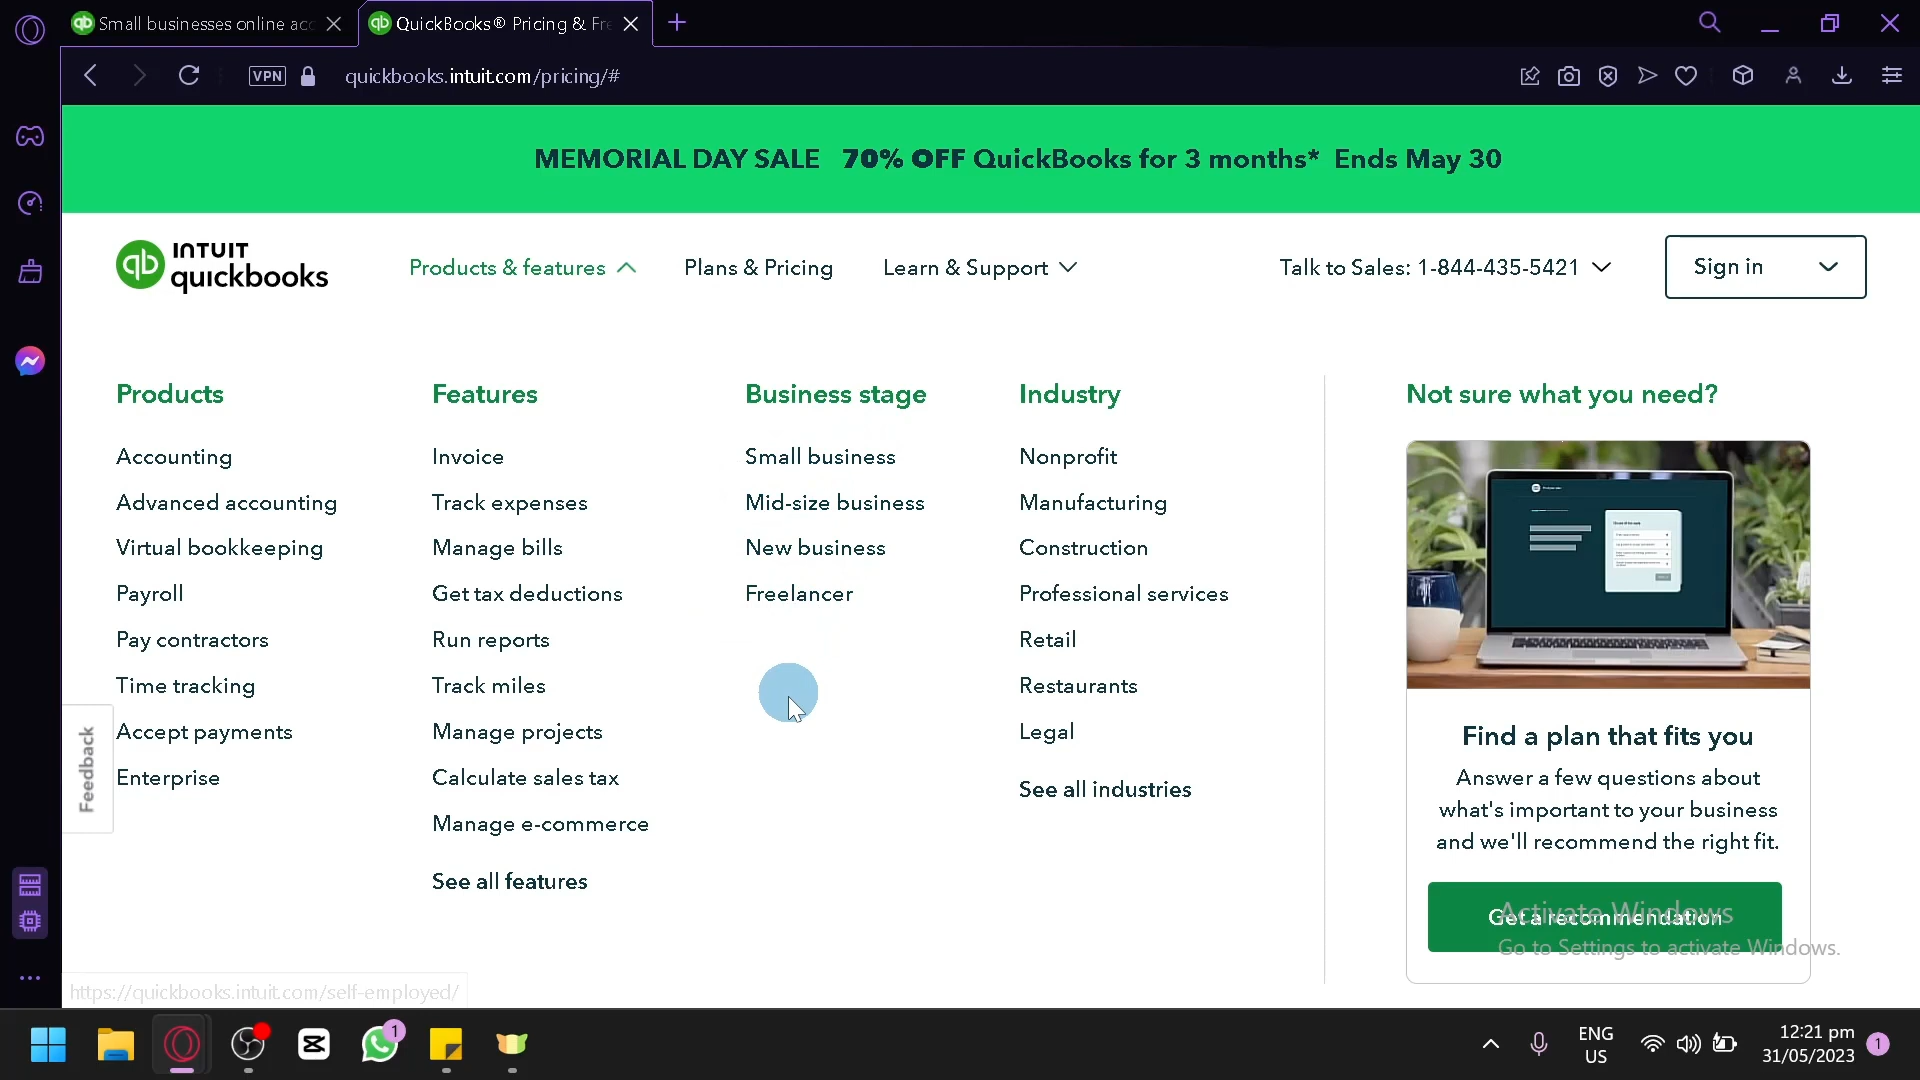 Small businesses online acc
QuickBooks® Pricing & Fre
VPN
quickbooks.intuit.com/pricing/#
MEMORIAL DAY SALE 70% OFF QuickBooks for 3 months* Ends May 30
INTUIT
quickbooks
qb
Products & features
Plans & Pricing
Learn & Support
Talk to Sales: 1-844-435-5421
Sign in
Products
Accounting
Advanced accounting
Virtual bookkeeping
Payroll
Pay contractors
Time tracking
Accept payments
Enterprise
Features
Invoice
Track expenses
Manage bills
Get tax deductions
Run reports
Track miles
Manage projects
Calculate sales tax
Manage e-commerce
See all features
Business stage
Small business
Mid-size business
New business
Freelancer
Industry
Nonprofit
Manufacturing
Construction
Professional services
Retail
Restaurants
Legal
See all industries
Not sure what you need?
Find a plan that fits you
Answer a few questions about
what's important to your business
and we'll recommend the right fit.
Get a recommendation
Activate Windows
Go to Settings to activate Windows.
Feedback
https://quickbooks.intuit.com/self-employed/
1
ENG
US
12:21 pm
31/05/2023
1